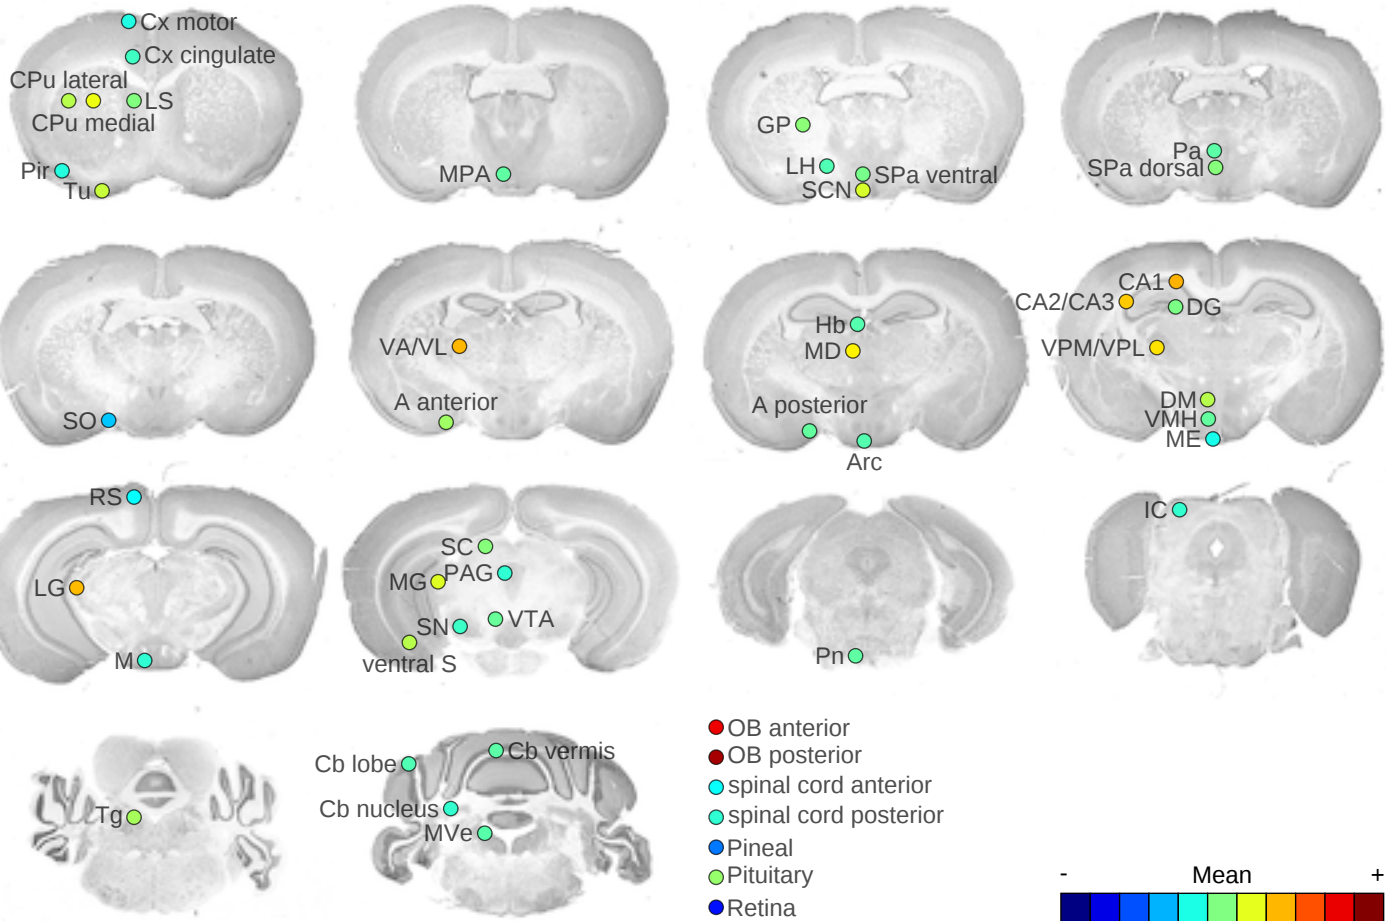 Cx motor
Cx cingulate
CPu lateral
LS
CPu medial
Pir
Tu
MPA
GP
LH
SPa ventral
SCN
Pa
SPa dorsal
SO
VA/VL
A anterior
Hb
MD
A posterior
Arc
CA1
CA2/CA3
DG
VPM/VPL
DM
VMH
ME
RS
LG
M
SC
MG
PAG
SN
VTA
ventral S
Pn
IC
Tg
Cb lobe
Cb vermis
Cb nucleus
MVe
OB anterior
OB posterior
spinal cord anterior
spinal cord posterior
Pineal
Pituitary
Retina
- Mean +